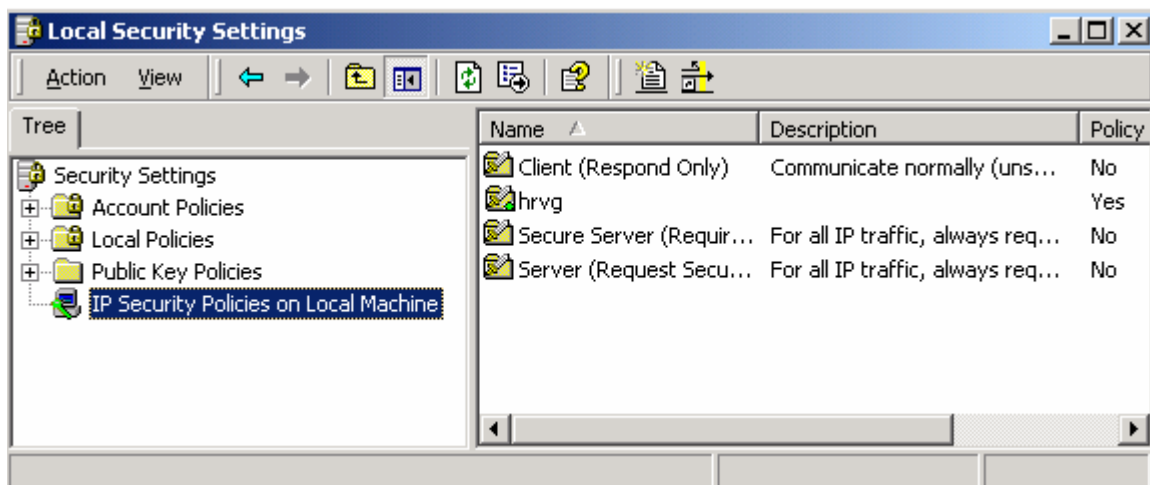 Local Security Settings
Action View
Tree
Security Settings
Account Policies
Local Policies
Public Key Policies
IP Security Policies on Local Machine
Name Description Policy
Client (Respond Only) Communicate normally (uns... No
hrvg Yes
Secure Server (Requir... For all IP traffic, always req... No
Server (Request Secu... For all IP traffic, always req... No